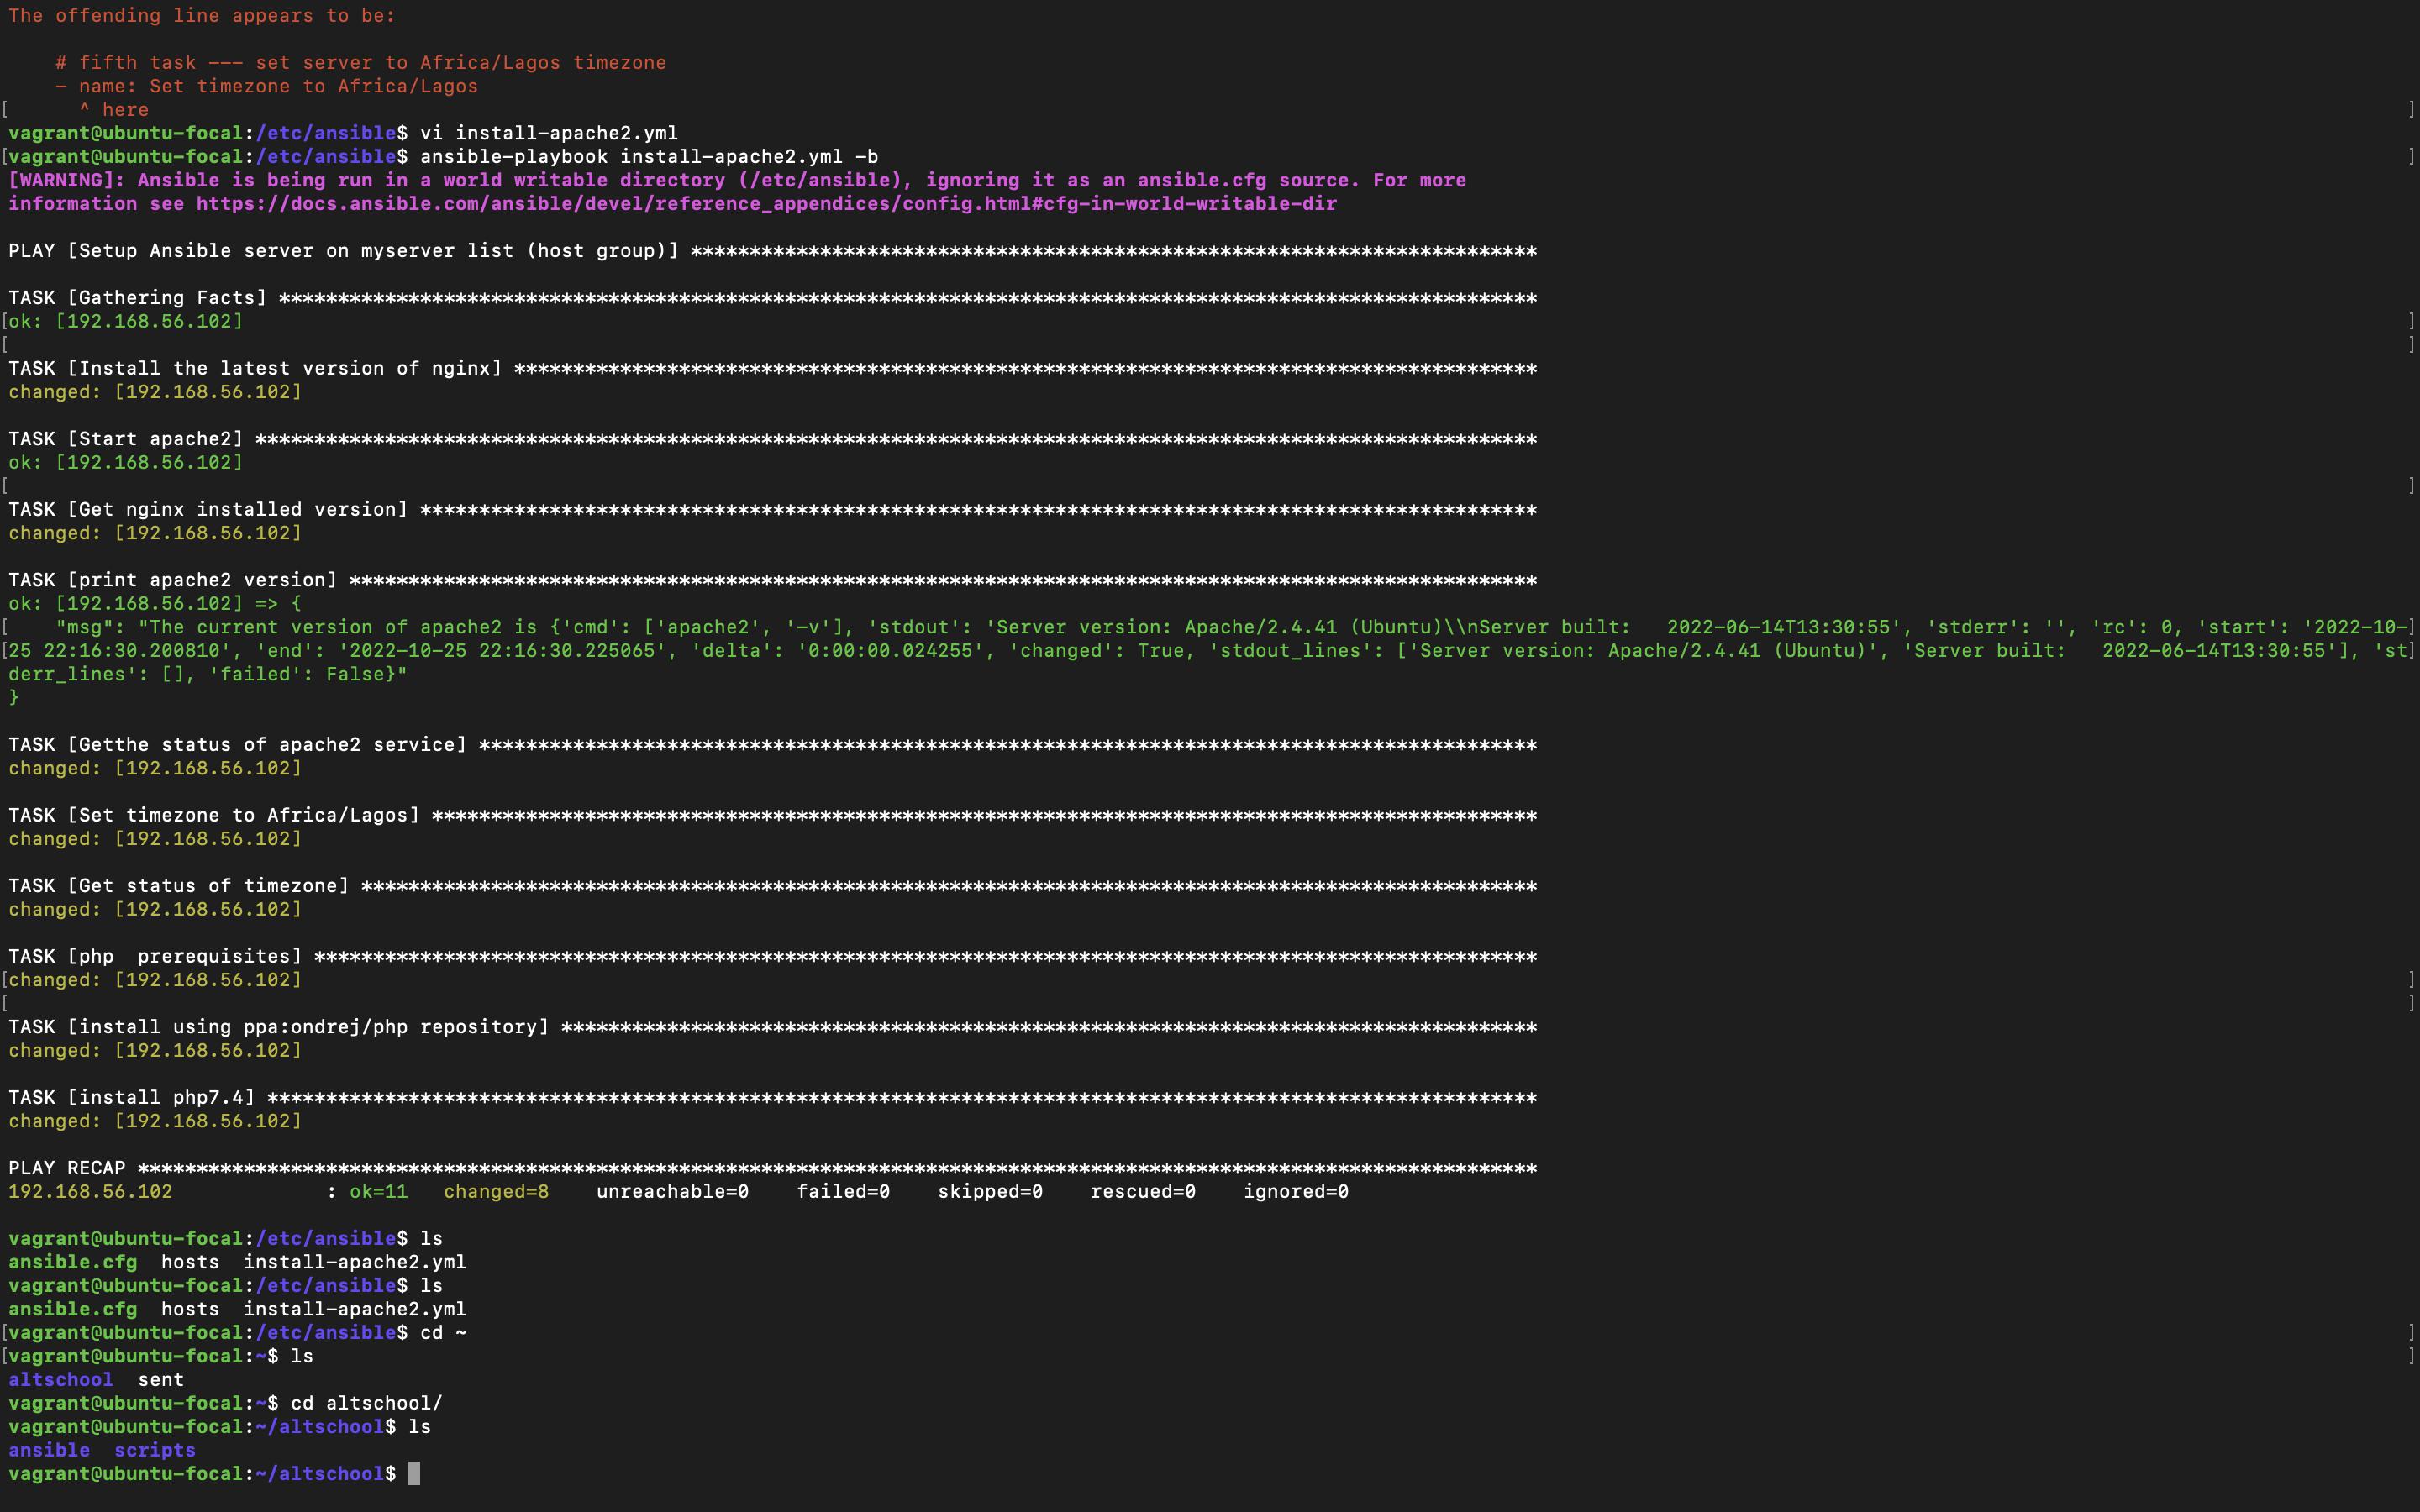 The offending line appears to be:
    # fifth task --- set server to Africa/Lagos timezone
    - name: Set timezone to Africa/Lagos
[      ^ here ]
vagrant@ubuntu-focal:/etc/ansible$ vi install-apache2.yml
[vagrant@ubuntu-focal:/etc/ansible$ ansible-playbook install-apache2.yml -b ]
[WARNING]: Ansible is being run in a world writable directory (/etc/ansible), ignoring it as an ansible.cfg source. For more
information see https://docs.ansible.com/ansible/devel/reference_appendices/config.html#cfg-in-world-writable-dir
PLAY [Setup Ansible server on myserver list (host group)] ************************************************************************
TASK [Gathering Facts] ***********************************************************************************************************
[ok: [192.168.56.102] ]
[ ]
TASK [Install the latest version of nginx] ***************************************************************************************
changed: [192.168.56.102]
TASK [Start apache2] *************************************************************************************************************
ok: [192.168.56.102]
[ ]
TASK [Get nginx installed version] ***********************************************************************************************
changed: [192.168.56.102]
TASK [print apache2 version] *****************************************************************************************************
ok: [192.168.56.102] => {
[    "msg": "The current version of apache2 is {'cmd': ['apache2', '-v'], 'stdout': 'Server version: Apache/2.4.41 (Ubuntu)\\nServer built:   2022-06-14T13:30:55', 'stderr': '', 'rc': 0, 'start': '2022-10-]
[25 22:16:30.200810', 'end': '2022-10-25 22:16:30.225065', 'delta': '0:00:00.024255', 'changed': True, 'stdout_lines': ['Server version: Apache/2.4.41 (Ubuntu)', 'Server built:   2022-06-14T13:30:55'], 'st]
derr_lines': [], 'failed': False}"
}
TASK [Getthe status of apache2 service] ******************************************************************************************
changed: [192.168.56.102]
TASK [Set timezone to Africa/Lagos] **********************************************************************************************
changed: [192.168.56.102]
TASK [Get status of timezone] ****************************************************************************************************
changed: [192.168.56.102]
TASK [php  prerequisites] ********************************************************************************************************
[changed: [192.168.56.102] ]
[ ]
TASK [install using ppa:ondrej/php repository] ***********************************************************************************
changed: [192.168.56.102]
TASK [install php7.4] ************************************************************************************************************
changed: [192.168.56.102]
PLAY RECAP ***********************************************************************************************************************
192.168.56.102             : ok=11   changed=8    unreachable=0    failed=0    skipped=0    rescued=0    ignored=0
vagrant@ubuntu-focal:/etc/ansible$ ls
ansible.cfg  hosts  install-apache2.yml
vagrant@ubuntu-focal:/etc/ansible$ ls
ansible.cfg  hosts  install-apache2.yml
[vagrant@ubuntu-focal:/etc/ansible$ cd ~ ]
[vagrant@ubuntu-focal:~$ ls ]
altschool  sent
vagrant@ubuntu-focal:~$ cd altschool/
vagrant@ubuntu-focal:~/altschool$ ls
ansible  scripts
vagrant@ubuntu-focal:~/altschool$